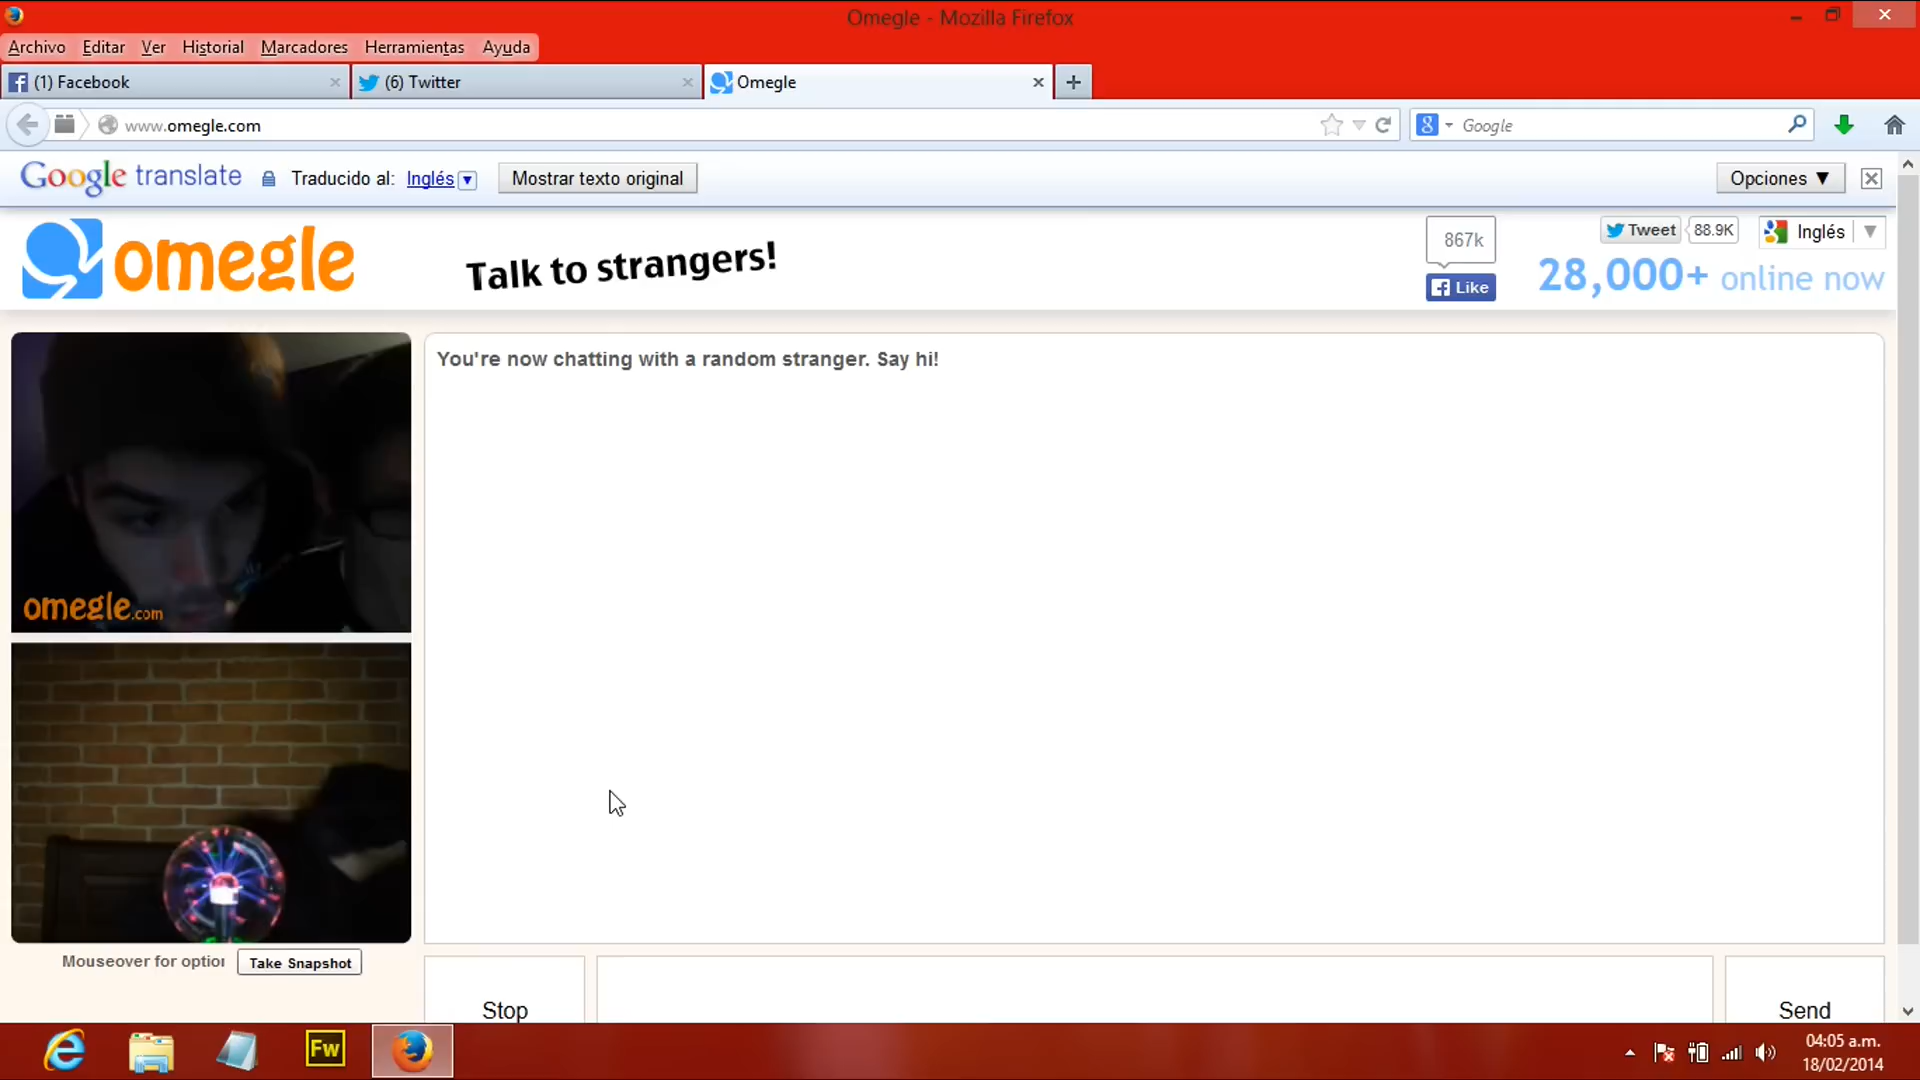 Omegle - Mozilla Firefox
Archivo Editar Ver Historial Marcadores Herramientas Ayuda
(1) Facebook
(6) Twitter
Omegle
www.omegle.com
Google
Google translate Traducido al: Inglés Mostrar texto original Opciones ▼
omegle
Talk to strangers!
867k
Like
Tweet 88.9K
Inglés
28,000+ online now
You're now chatting with a random stranger. Say hi!
omegle.com
Mouseover for optio
Take Snapshot
Stop
Send
Fw
04:05 a.m.
18/02/2014